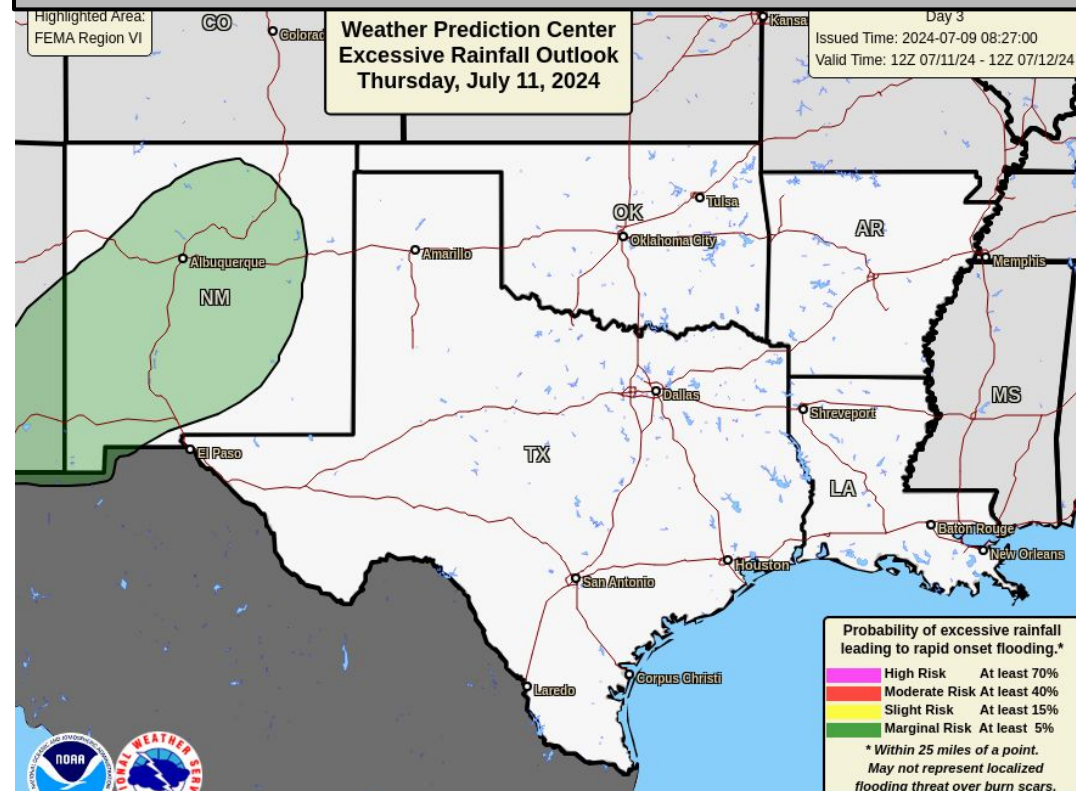 Highlighted Area:
FEMA Region VI
Weather Prediction Center
Excessive Rainfall Outlook
Thursday, July 11, 2024
Day 3
Issued Time: 2024-07-09 08:27:00
Valid Time: 12Z 07/11/24 - 12Z 07/12/24
CO
Colorad
Kansa
Tulsa
OK
Oklahoma City
AR
Amarillo
Albuquerque
Memphis
NM
MS
Dallas
Shreveport
El Paso
TX
LA
Baton Rouge
New Orleans
Houston
San Antonio
Corpus Christi
Laredo
Probability of excessive rainfall
leading to rapid onset flooding.*
High Risk At least 70%
Moderate Risk At least 40%
Slight Risk At least 15%
Marginal Risk At least 5%
* Within 25 miles of a point.
May not represent localized
flooding threat over burn scars.
NOAA
NAL WEATHER SERV